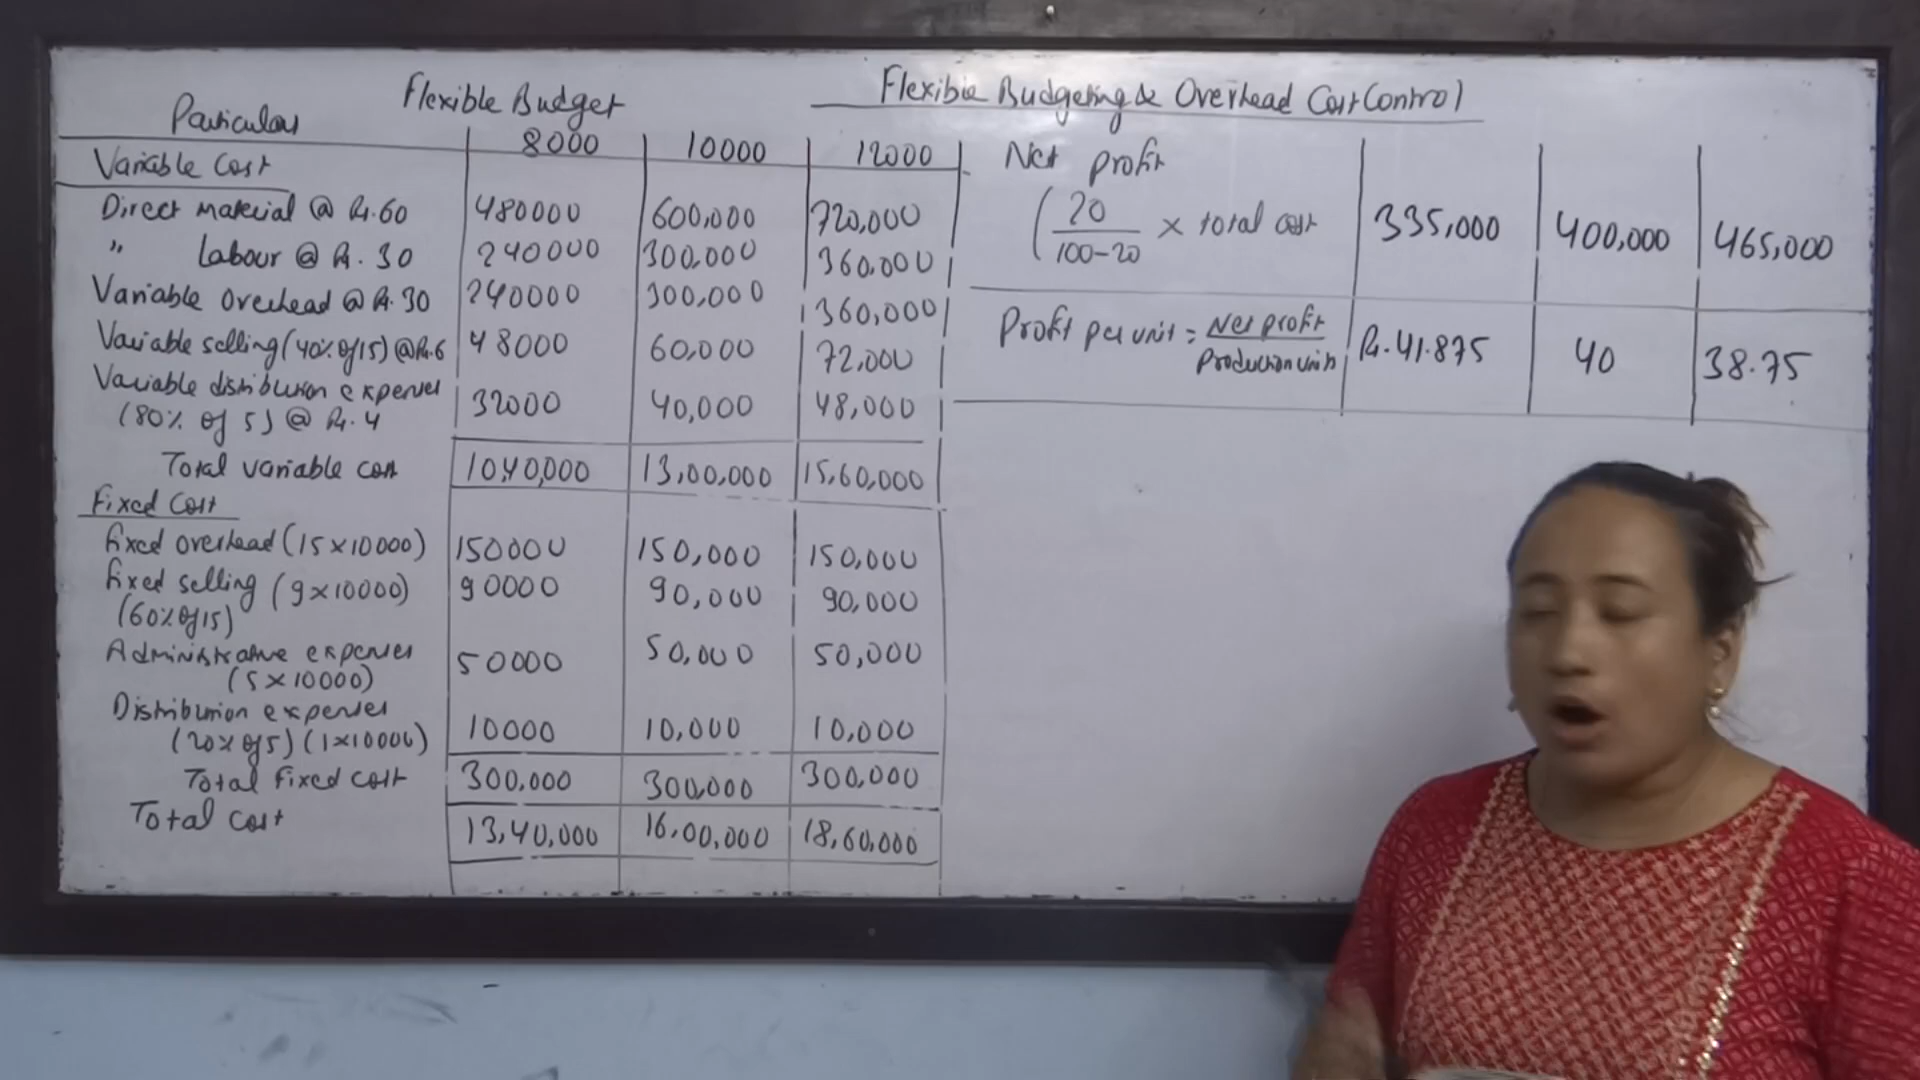 Flexible Budgeting & Overhead Cost Control
Flexible Budget
Particulars 8000 10000 12000
Variable Cost
Direct material @ Rs.60 480000 600,000 720,000
" Labour @ Rs. 30 240000 300,000 360,000
Variable Overhead @ Rs.30 240000 300,000 360,000
Variable selling (40% of 15) @ Rs.6 48000 60,000 72,000
Variable distribution expenses
(80% of 5) @ Rs.4 32000 40,000 48,000
Total variable cost 10,40,000 13,00,000 15,60,000
Fixed Cost
Fixed overhead (15 x 10000) 150000 150,000 150,000
Fixed selling (9 x 10000) 90000 90,000 90,000
(60% of 15)
Administrative expenses 50000 50,000 50,000
(5 x 10000)
Distribution expenses
(20% of 5) (1 x 10000) 10000 10,000 10,000
Total fixed cost 300,000 300,000 300,000
Total cost 13,40,000 16,00,000 18,60,000
Net profit
(20/100-20 x total cost 335,000 400,000 465,000
Profit per unit = Net profit/Production units Rs.41.875 40 38.75